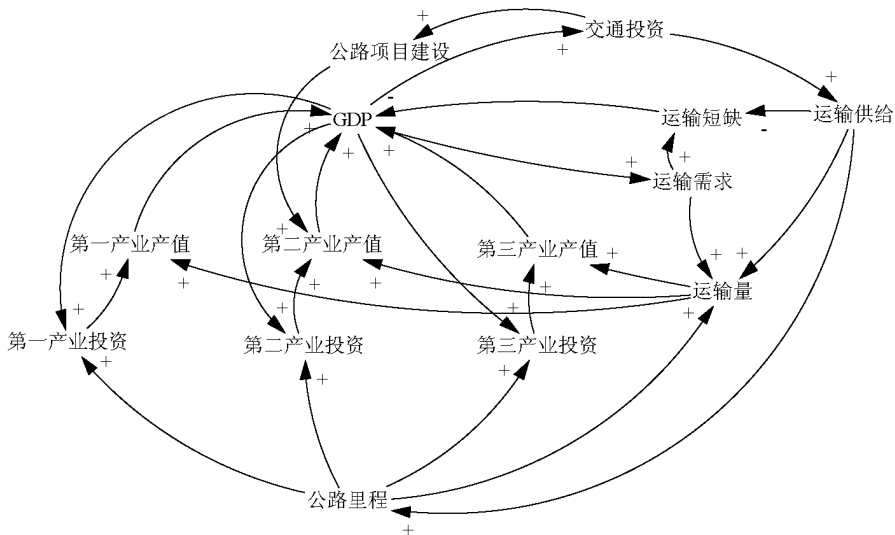 交通投资
公路项目建设
GDP
运输短缺
运输供给
运输需求
第一产业产值
第二产业产值
第三产业产值
运输量
第一产业投资
第二产业投资
第三产业投资
公路里程